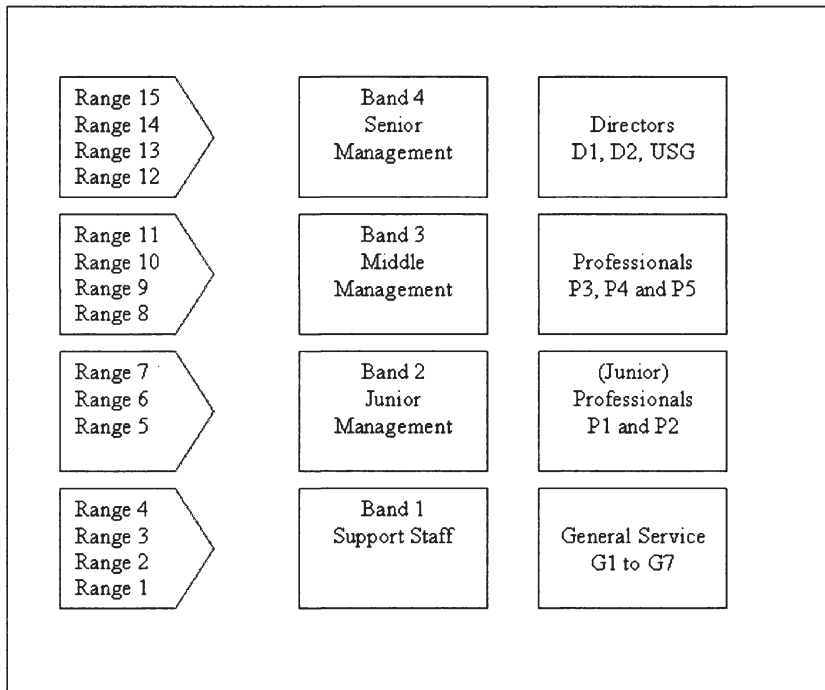 Range 15
Range 14
Range 13
Range 12
Band 4
Senior
Management
Directors
D1, D2, USG
Range 11
Range 10
Range 9
Range 8
Band 3
Middle
Management
Professionals
P3, P4 and P5
Range 7
Range 6
Range 5
Band 2
Junior
Management
(Junior)
Professionals
P1 and P2
Range 4
Range 3
Range 2
Range 1
Band 1
Support Staff
General Service
G1 to G7